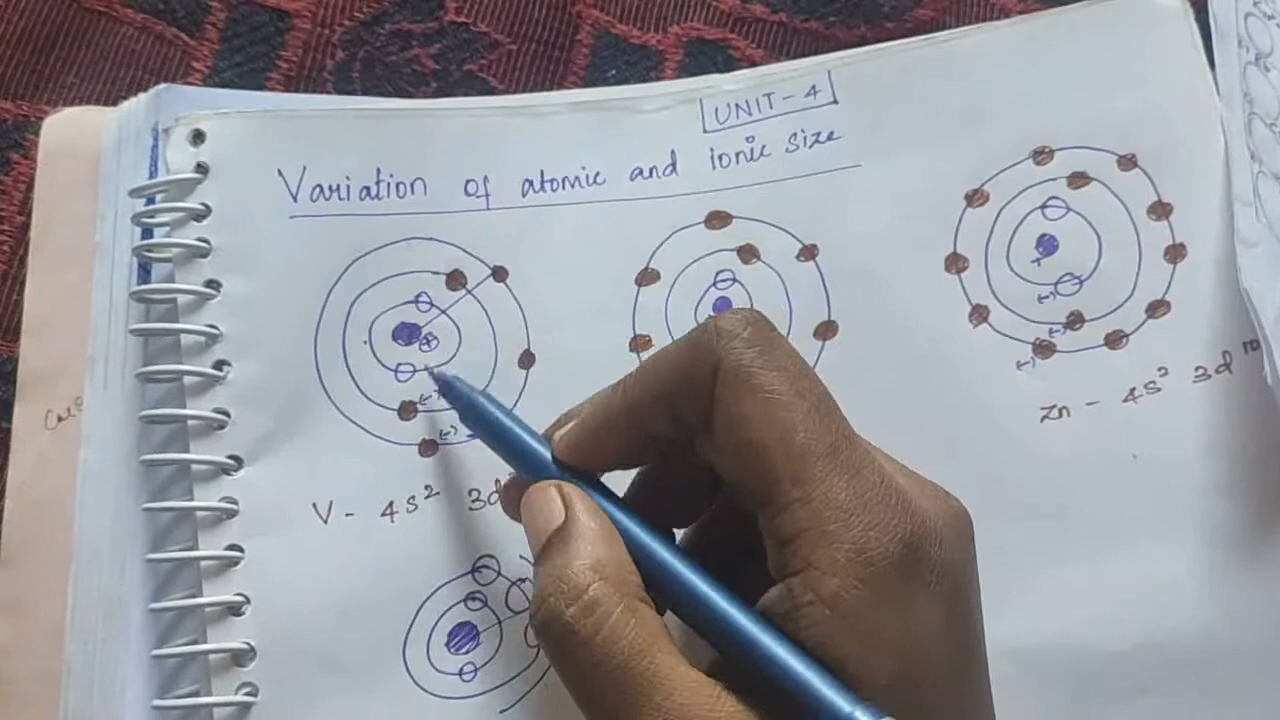 UNIT-4
Variation of atomic and ionic size
(-)
(-)
(-)
(-)
(-)
Zn - 4s² 3d¹⁰
V - 4s² 3d